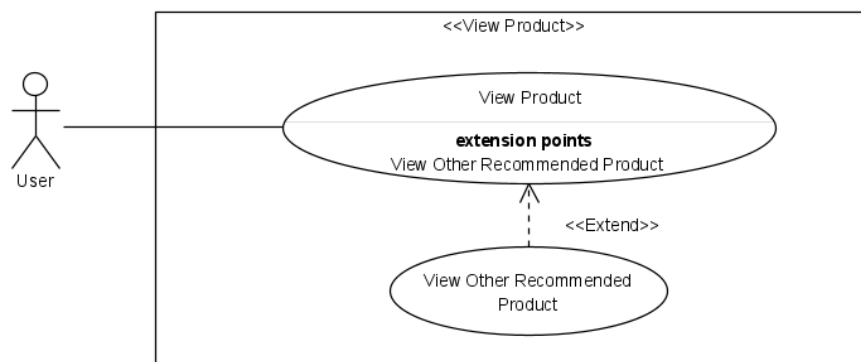 <<View Product>>
View Product
extension points
View Other Recommended Product
User
<<Extend>>
View Other Recommended
Product